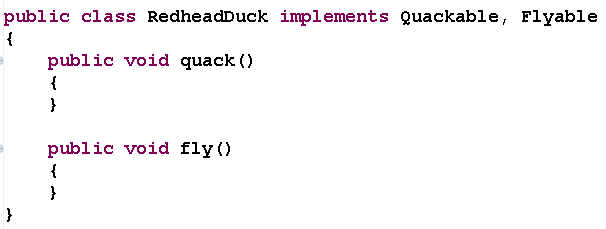 public class RedheadDuck implements Quackable, Flyable
{
    public void quack()
    {
    }

    public void fly()
    {
    }
}